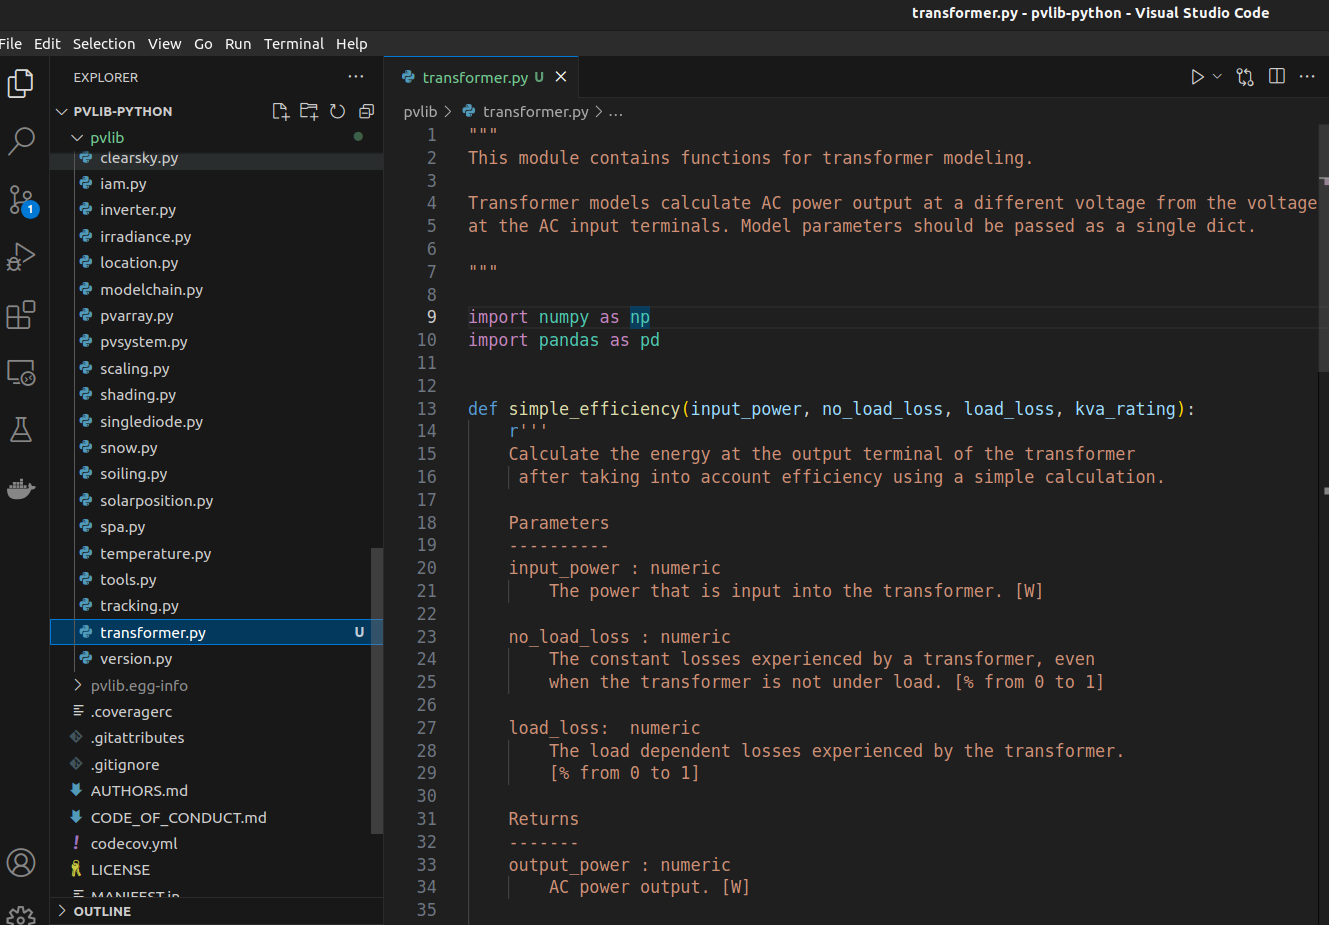 transformer.py - pvlib-python - Visual Studio Code
File Edit Selection View Go Run Terminal Help
EXPLORER
PVLIB-PYTHON
pvlib
clearsky.py
iam.py
inverter.py
irradiance.py
location.py
modelchain.py
pvarray.py
pvsystem.py
scaling.py
shading.py
singlediode.py
snow.py
soiling.py
solarposition.py
spa.py
temperature.py
tools.py
tracking.py
transformer.py U
version.py
pvlib.egg-info
.coveragerc
.gitattributes
.gitignore
AUTHORS.md
CODE_OF_CONDUCT.md
! codecov.yml
LICENSE
MANIFEST.in
OUTLINE
1
transformer.py U
pvlib > transformer.py > ...
1 """
2 This module contains functions for transformer modeling.
3
4 Transformer models calculate AC power output at a different voltage from the voltage
5 at the AC input terminals. Model parameters should be passed as a single dict.
6
7 """
8
9 import numpy as np
10 import pandas as pd
11
12
13 def simple_efficiency(input_power, no_load_loss, load_loss, kva_rating):
14 r'''
15 Calculate the energy at the output terminal of the transformer
16 after taking into account efficiency using a simple calculation.
17
18 Parameters
19 ----------
20 input_power : numeric
21 The power that is input into the transformer. [W]
22
23 no_load_loss : numeric
24 The constant losses experienced by a transformer, even
25 when the transformer is not under load. [% from 0 to 1]
26
27 load_loss:  numeric
28 The load dependent losses experienced by the transformer.
29 [% from 0 to 1]
30
31 Returns
32 -------
33 output_power : numeric
34 AC power output. [W]
35